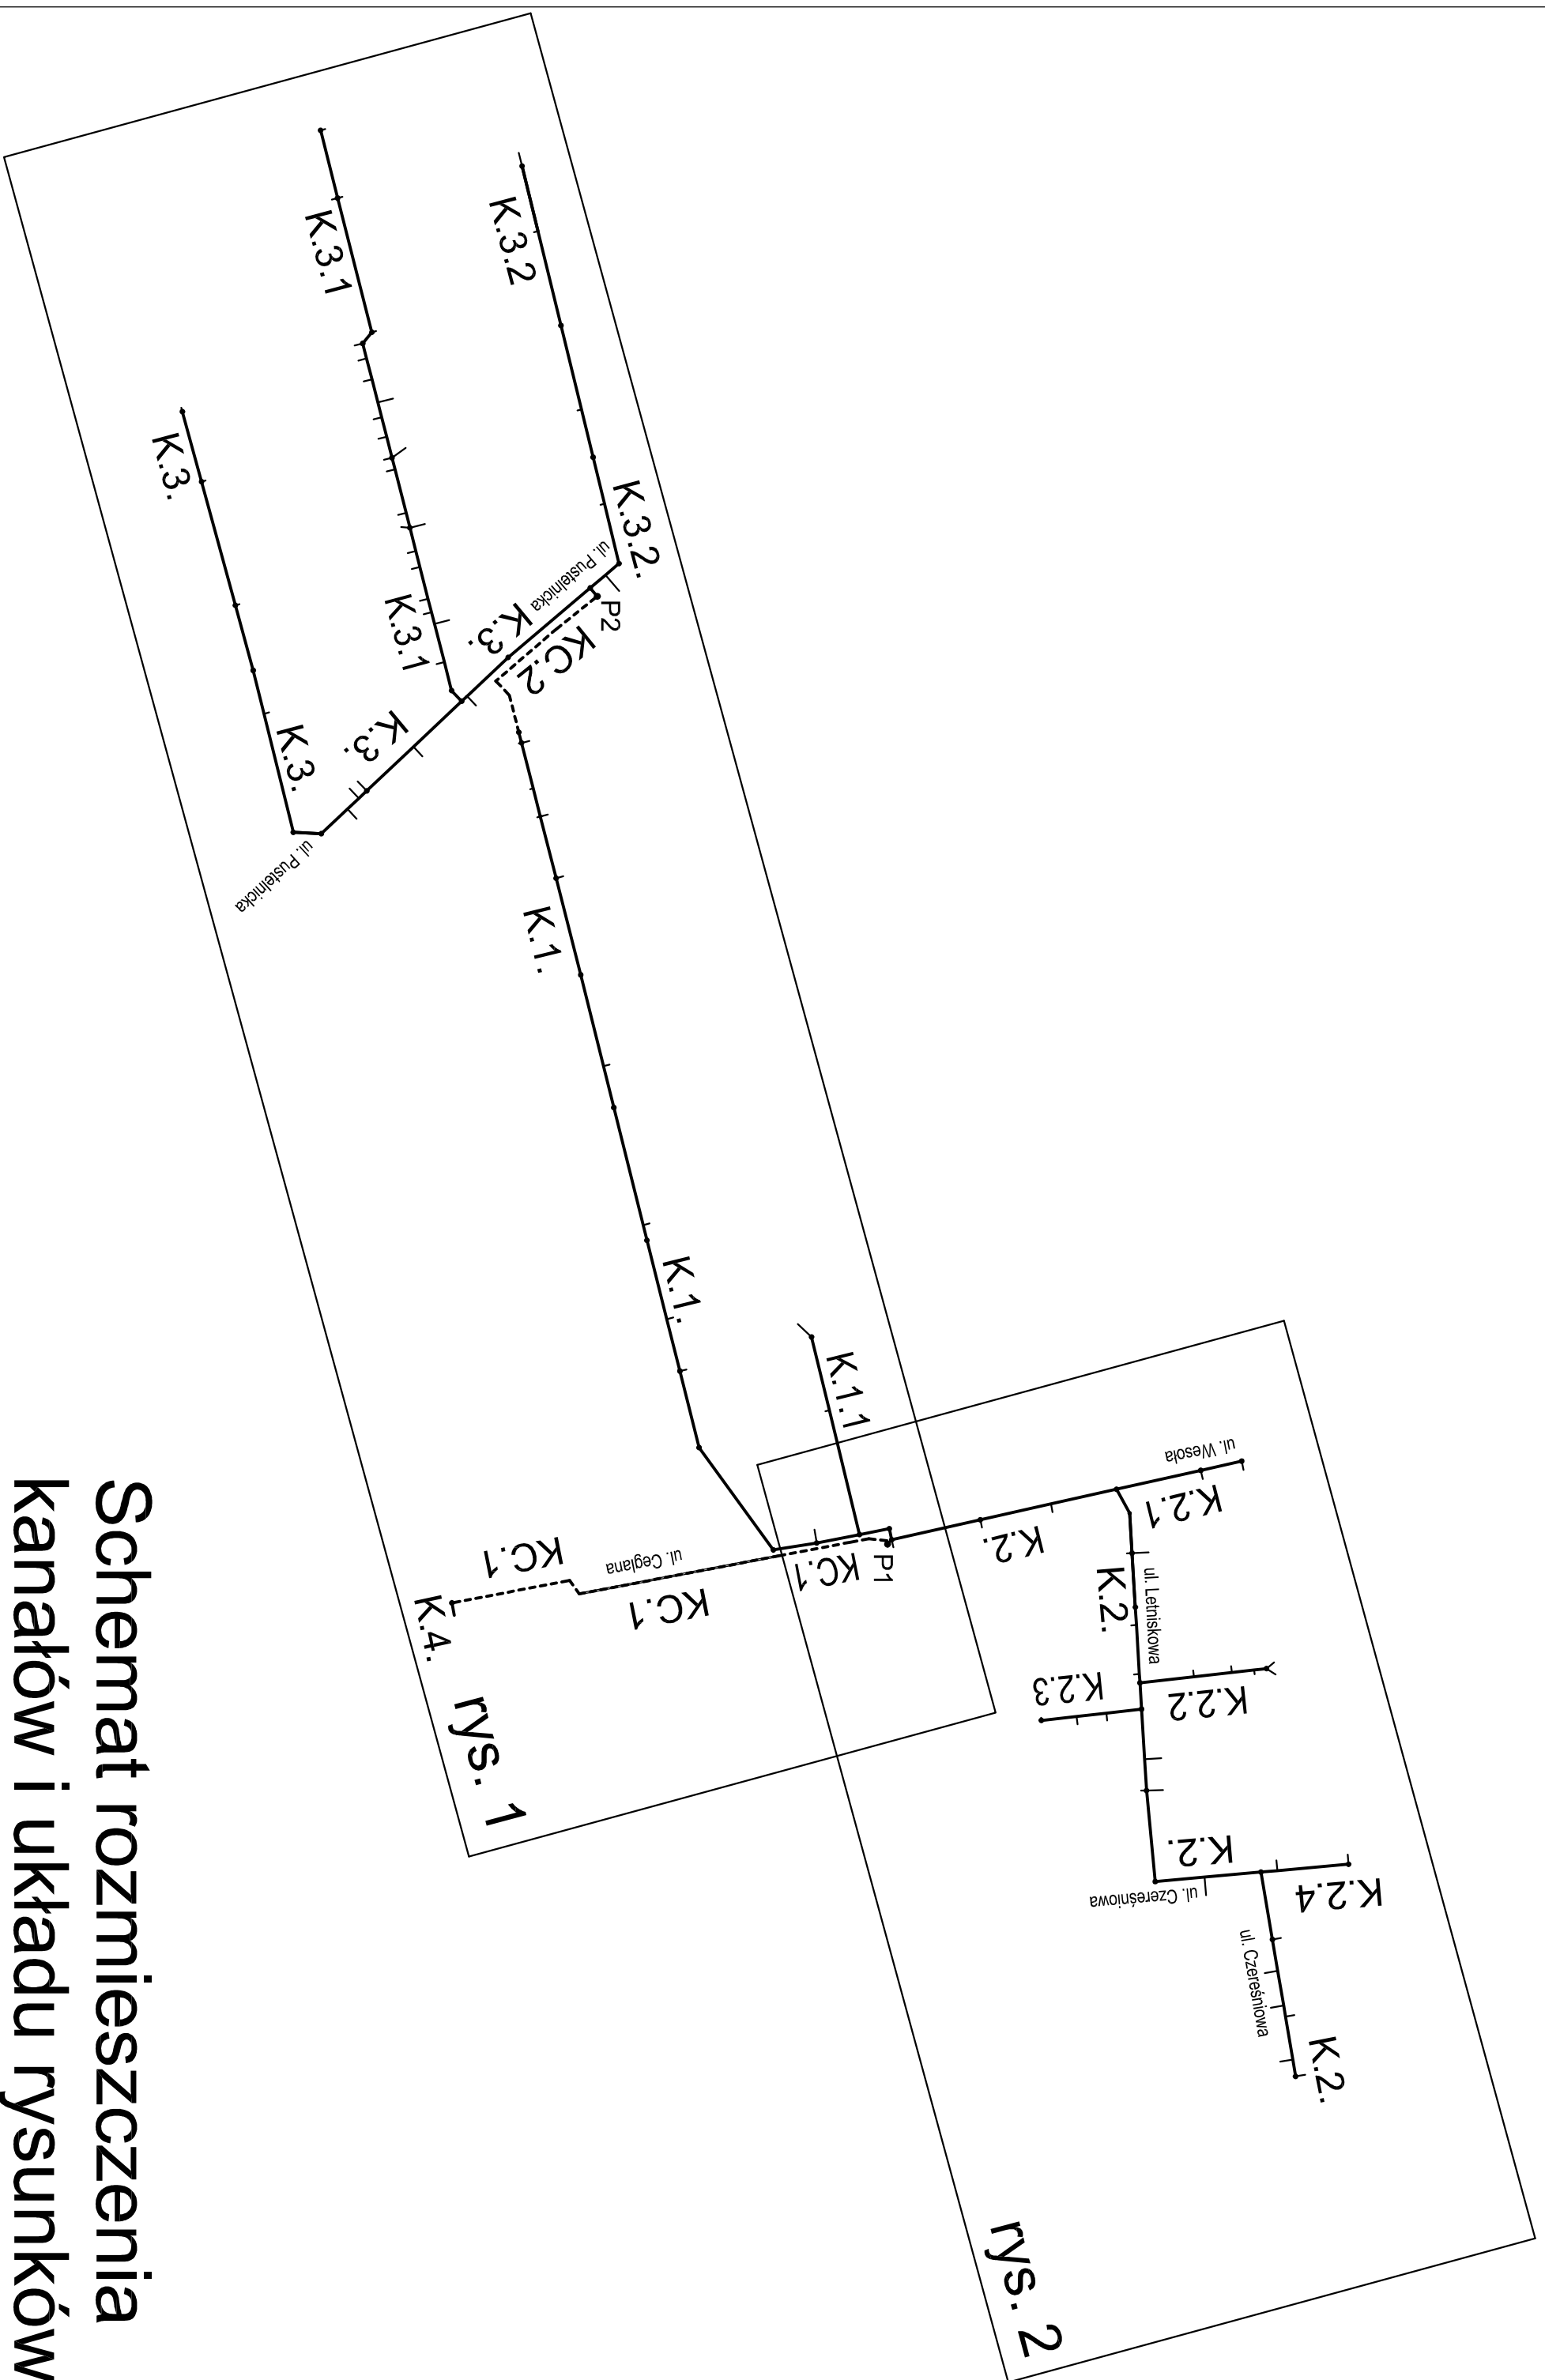 Schemat rozmieszczenia
kanałów i układu rysunków
rys. 1
K.3.1
K.3.2
K.3.
K.3.2.
ul. Pustelnicka
P2
K.3.
KC.2
K.3.1
K.3.
K.3.
ul. Pustelnicka
K.1.
K.1.
K.1.1
KC.1
ul. Ceglana
KC.1
KC.1
P1
K.4.
rys. 2
ul. Wesoła
K.2.1
K.2.
K.2.
ul. Letniskowa
K.2.3
K.2.2
K.2.
ul. Czereśniowa
K.2.4
ul. Czereśniowa
K.2.